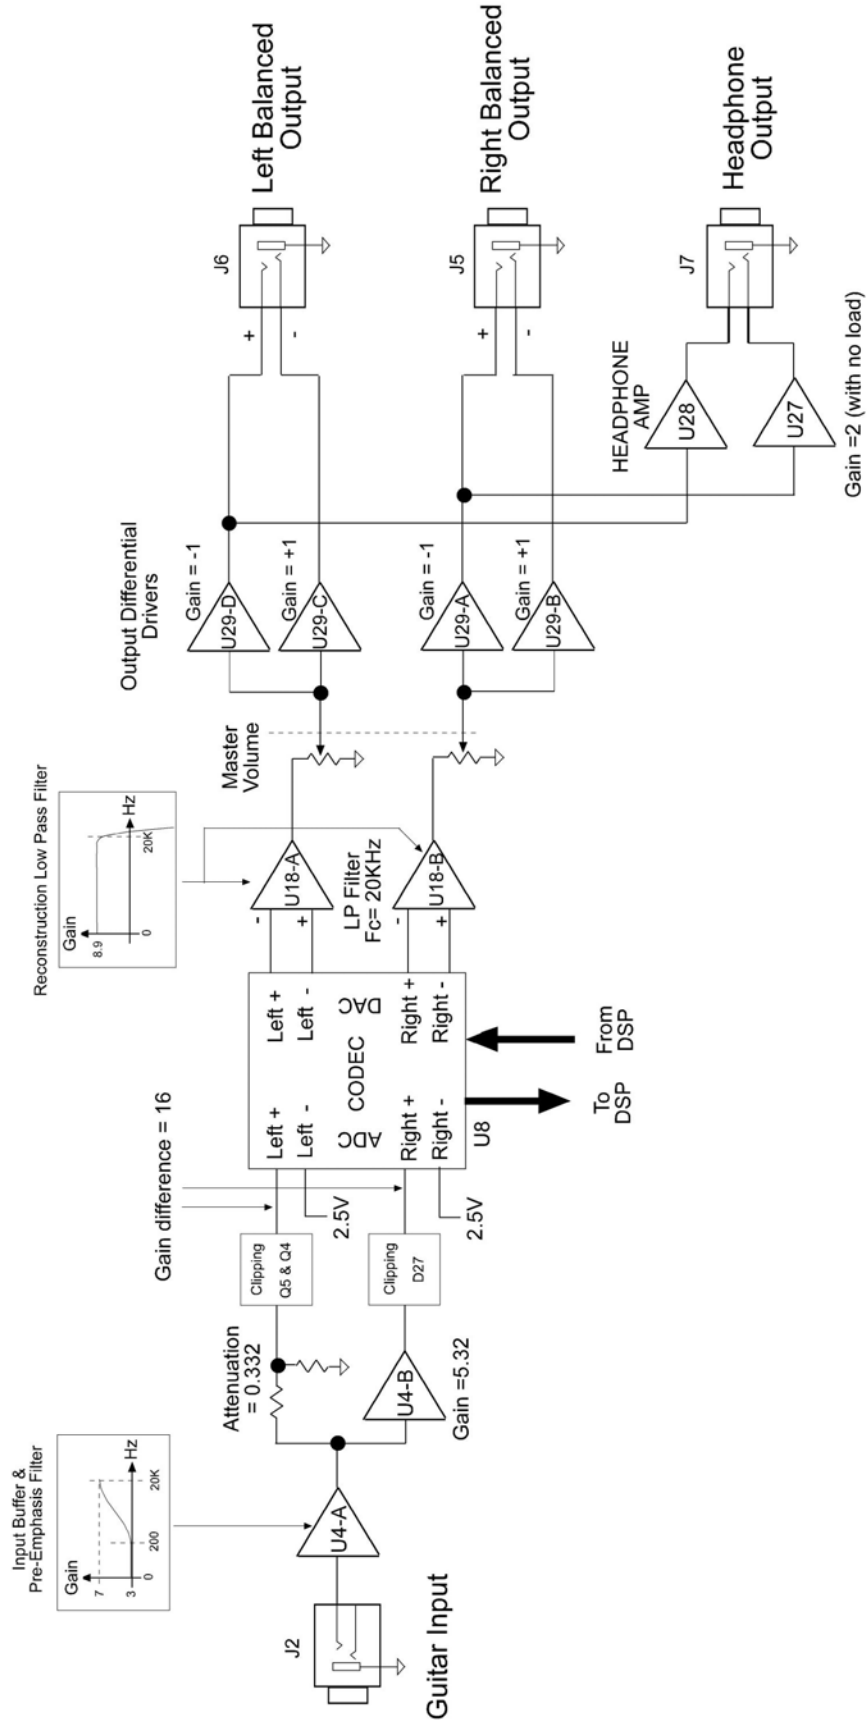 Input Buffer &
Pre-Emphasis Filter
Gain
7
3
0
200
20K
Hz
J2
Guitar Input
U4-A
Attenuation
= 0.332
U4-B
Gain =5.32
Gain difference = 16
Clipping
Q5 & Q4
Clipping
D27
2.5V
2.5V
Left +
Left -
ADC
Right +
Right -
CODEC
Left +
Left -
DAC
Right +
Right -
U8
To
DSP
From
DSP
Reconstruction Low Pass Filter
Gain
8.9
0
20K
Hz
-
+
U18-A
LP Filter
Fc= 20KHz
-
+
U18-B
Master
Volume
Output Differential
Drivers
Gain = -1
U29-D
Gain = +1
U29-C
Gain = -1
U29-A
Gain = +1
U29-B
HEADPHONE
AMP
U28
U27
Gain =2 (with no load)
+
-
J6
Left Balanced
Output
+
-
J5
Right Balanced
Output
J7
Headphone
Output